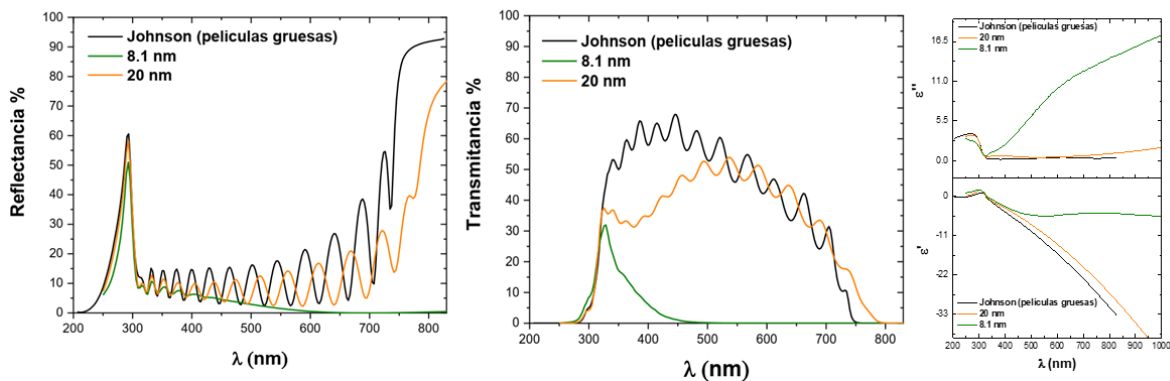 Reflectancia %
100
90
80
70
60
50
40
30
20
10
0
Johnson (peliculas gruesas)
8.1 nm
20 nm
200
300
400
500
600
700
800
λ (nm)
Transmitancia %
100
90
80
70
60
50
40
30
20
10
0
Johnson (peliculas gruesas)
8.1 nm
20 nm
200
300
400
500
600
700
800
λ (nm)
Johnson (peliculas gruesas)
20 nm
8.1 nm
ε''
16.5
11.0
5.5
0.0
ε'
0
-11
-22
-33
Johnson (peliculas gruesas)
20 nm
8.1 nm
200 300 400 500 600 700 800 900 1000
λ (nm)